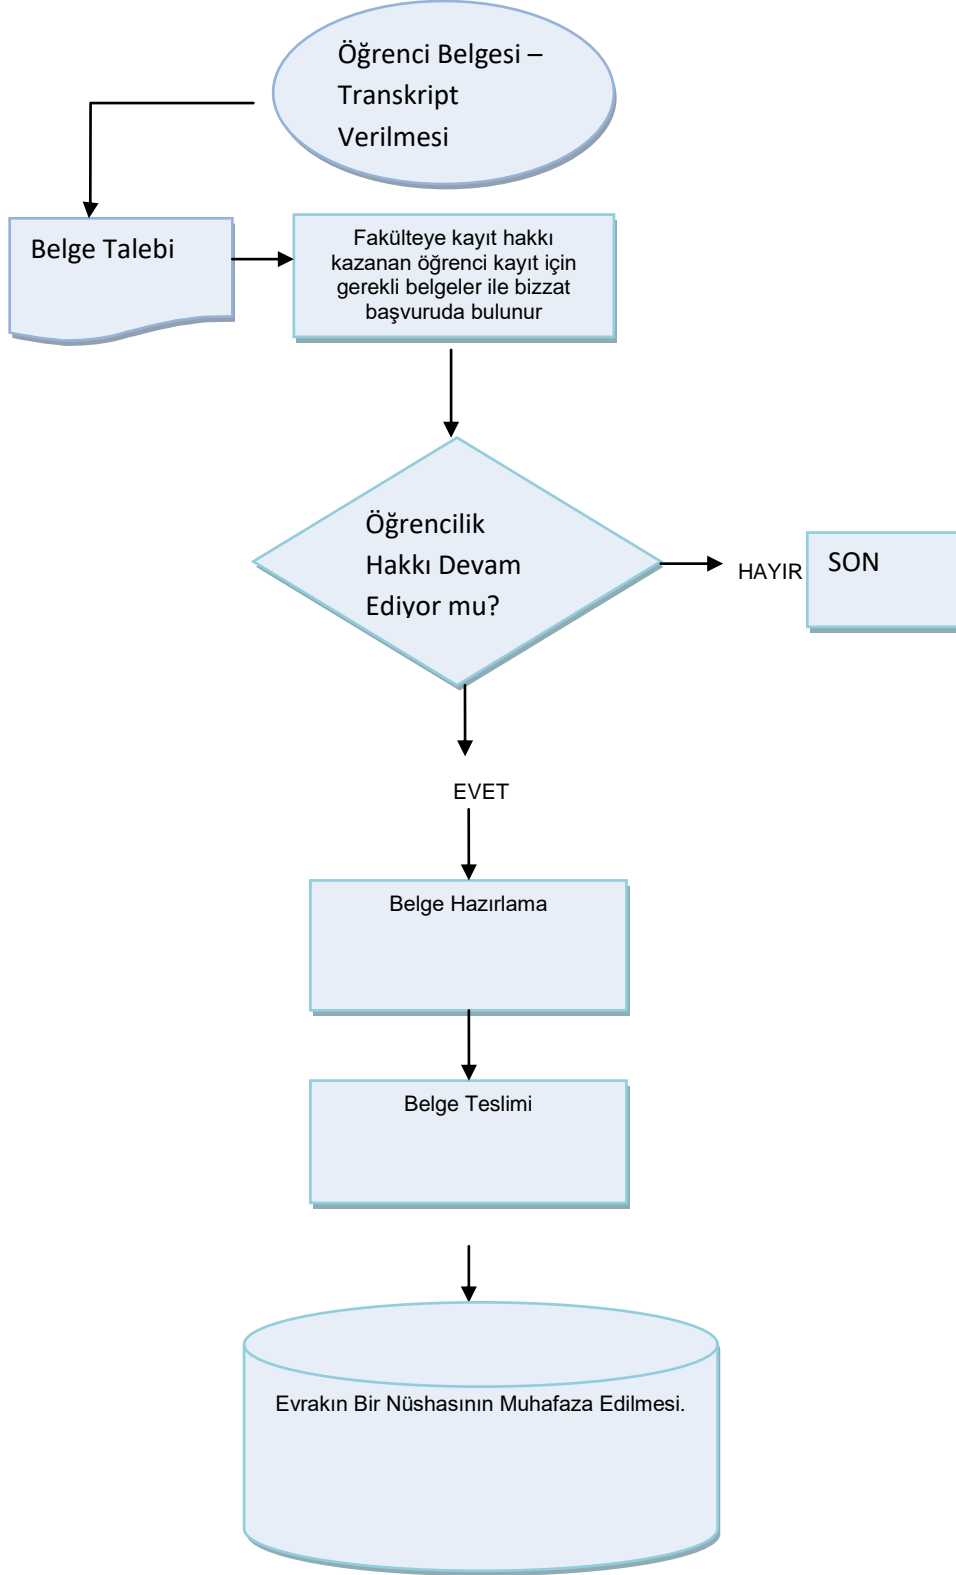 Öğrenci Belgesi –
Transkript
Verilmesi
Belge Talebi
Fakülteye kayıt hakkı
kazanan öğrenci kayıt için
gerekli belgeler ile bizzat
başvuruda bulunur
Öğrencilik
Hakkı Devam
Ediyor mu?
HAYIR
SON
EVET
Belge Hazırlama
Belge Teslimi
Evrakın Bir Nüshasının Muhafaza Edilmesi.